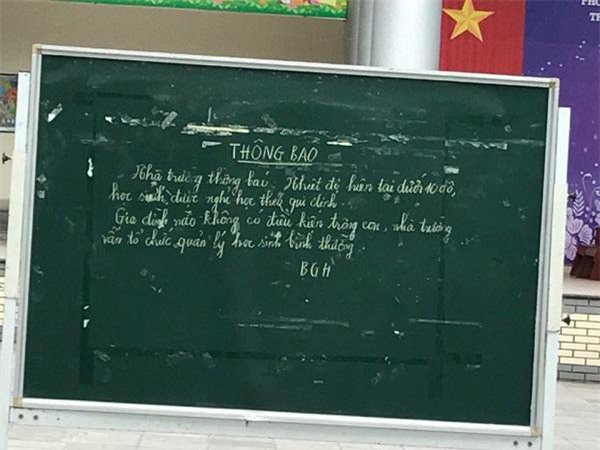 THÔNG BÁO
Nhà trường thông báo. Nhiệt độ hiện tại dưới 10 độ,
học sinh được nghỉ học theo qui định.
Gia đình nào không có điều kiện trông con, nhà trường
vẫn tổ chức quản lý học sinh bình thường.
BGH
PHÒ
TR